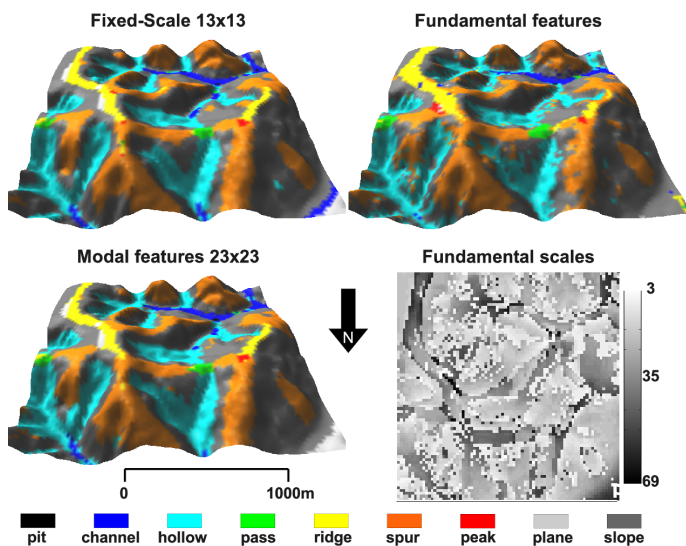 Fixed-Scale 13x13
Fundamental features
Modal features 23x23
Fundamental scales
N
3
35
69
0 1000m
pit channel hollow pass ridge spur peak plane slope